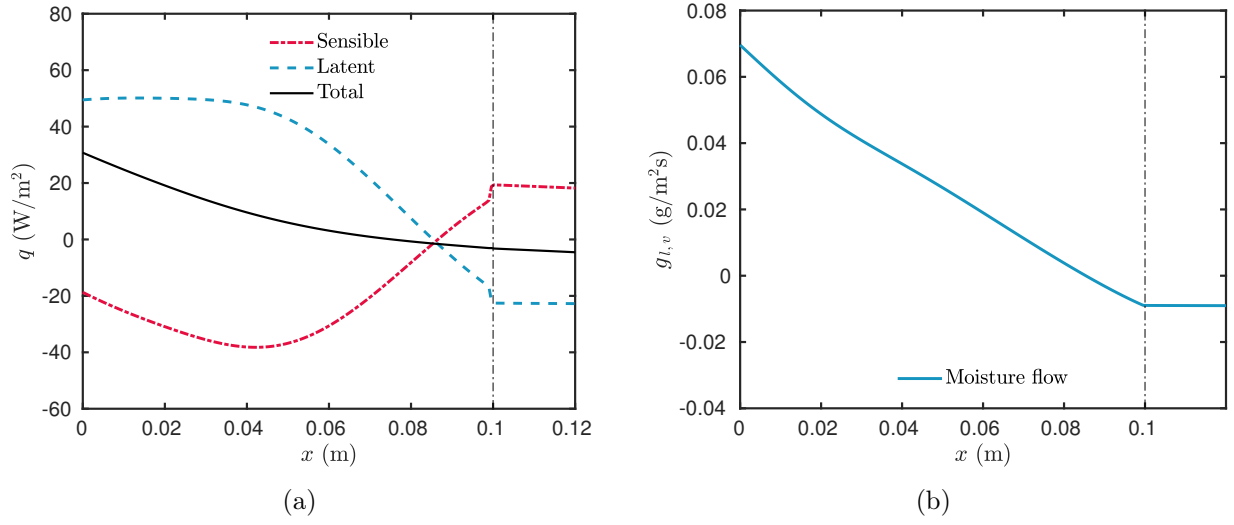 80
60
40
20
0
-20
-40
-60
q (W/m²)
Sensible
Latent
Total
0
0.02
0.04
0.06
0.08
0.1
0.12
x (m)
(a)
0.08
0.06
0.04
0.02
0
-0.02
-0.04
g_{l,v} (g/m²s)
Moisture flow
0
0.02
0.04
0.06
0.08
0.1
x (m)
(b)